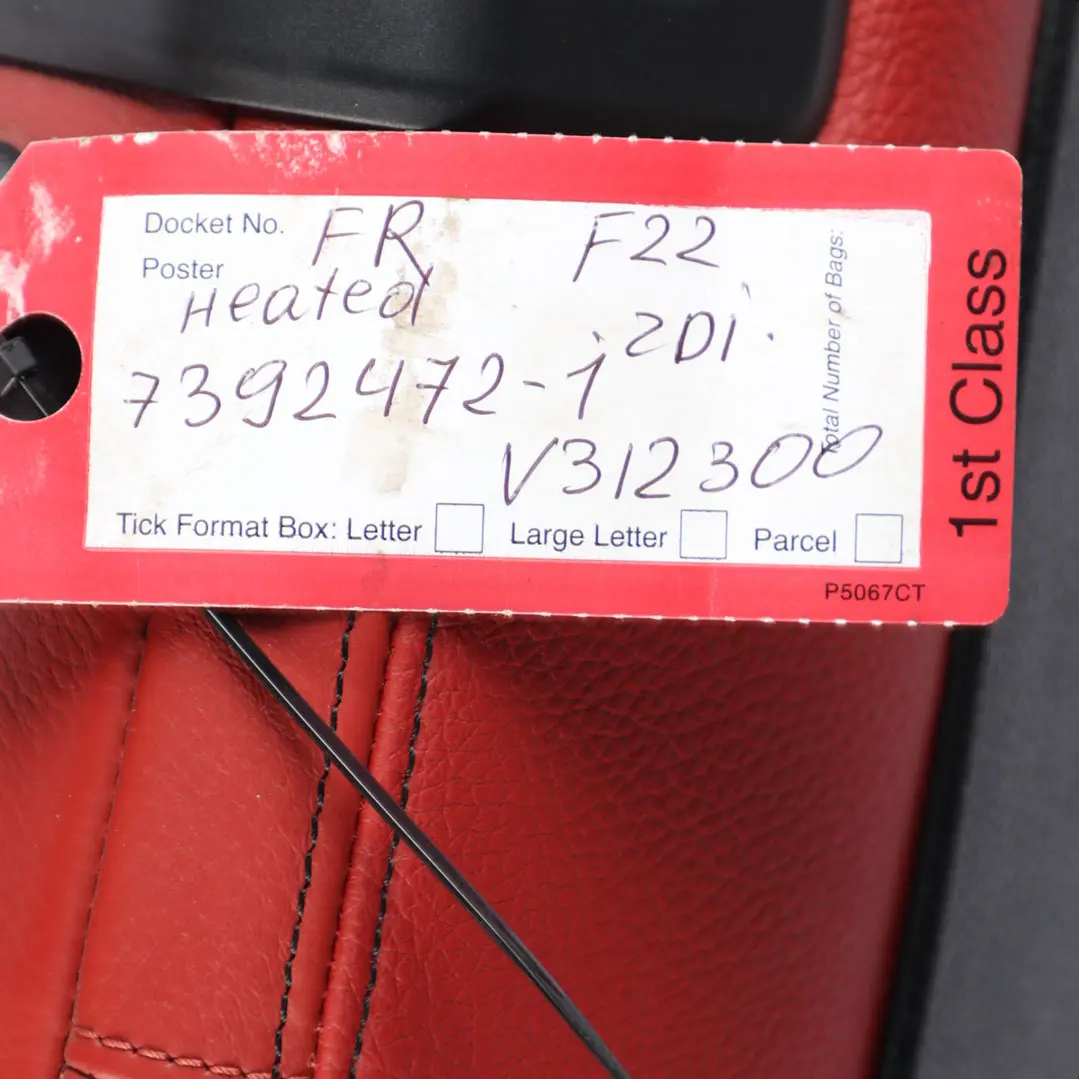 Docket No. FR F22
Poster
Heated 2Di
7392472-1
V312300
Total Number of Bags:
Tick Format Box: Letter Large Letter Parcel
P5067CT
1st Class